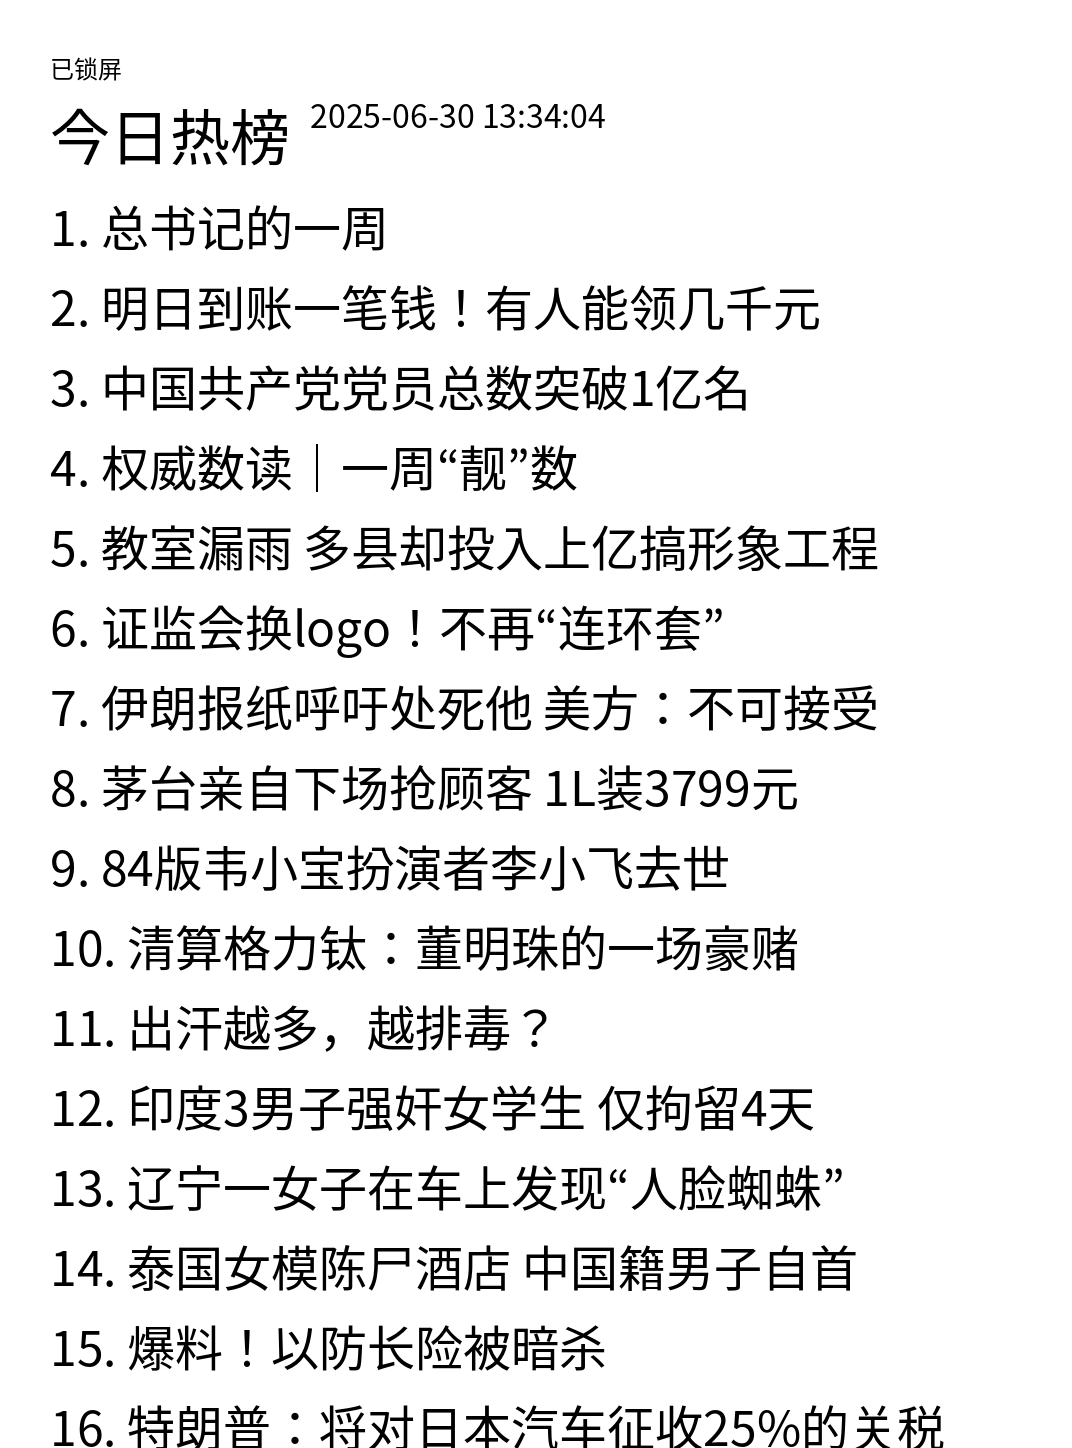 已锁屏
今日热榜 2025-06-30 13:34:04
1. 总书记的一周
2. 明日到账一笔钱！有人能领几千元
3. 中国共产党党员总数突破1亿名
4. 权威数读｜一周“靓”数
5. 教室漏雨 多县却投入上亿搞形象工程
6. 证监会换logo！不再“连环套”
7. 伊朗报纸呼吁处死他 美方：不可接受
8. 茅台亲自下场抢顾客 1L装3799元
9. 84版韦小宝扮演者李小飞去世
10. 清算格力钛：董明珠的一场豪赌
11. 出汗越多，越排毒？
12. 印度3男子强奸女学生 仅拘留4天
13. 辽宁一女子在车上发现“人脸蜘蛛”
14. 泰国女模陈尸酒店 中国籍男子自首
15. 爆料！以防长险被暗杀
16. 特朗普：将对日本汽车征收25%的关税